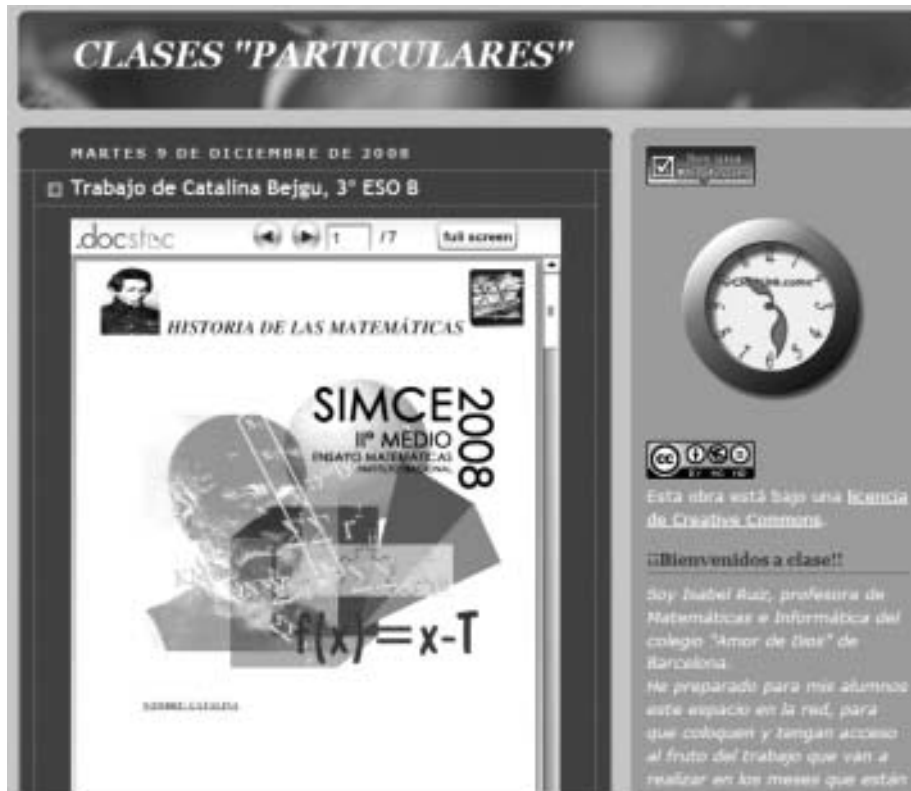 CLASES "PARTICULARES"
MARTES 9 DE DICIEMBRE DE 2008
Trabajo de Catalina Bejgu, 3º ESO B
.docstoc
1 /7 full screen
HISTORIA DE LAS MATEMÁTICAS
SIMCE
2008
IIº MEDIO
ENSAYO MATEMÁTICAS
f(x)=x-T
NOMBRE: CATALINA
cc
Esta obra está bajo una licencia
de Creative Commons.
¡¡Bienvenidos a clase!!
Soy Isabel Ruiz, profesora de
Matemáticas e Informática del
colegio "Amor de Dios" de
Barcelona.
He preparado para mis alumnos
este espacio en la red, para
que coloquen y tengan acceso
al fruto del trabajo que van a
realizar en los meses que están